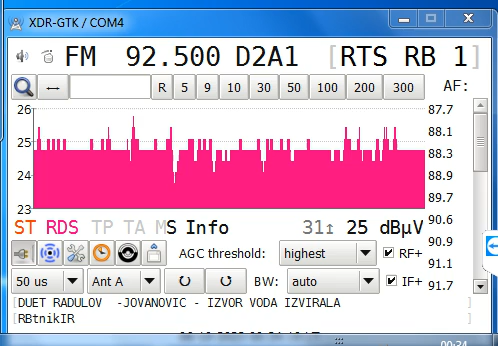 XDR-GTK / COM4
FM 92.500 D2A1 [RTS RB 1]
R 5 9 10 30 50 100 200 300 AF:
26
25
24
23
87.7
88.1
88.3
88.9
89.7
90.6
90.9
91.1
91.7
ST RDS TP TA MS Info 31↕ 25 dBµV
AGC threshold: highest RF+
50 us Ant A BW: auto IF+
[DUET RADULOV -JOVANOVIC - IZVOR VODA IZVIRALA ]
[RBtnikIR ]